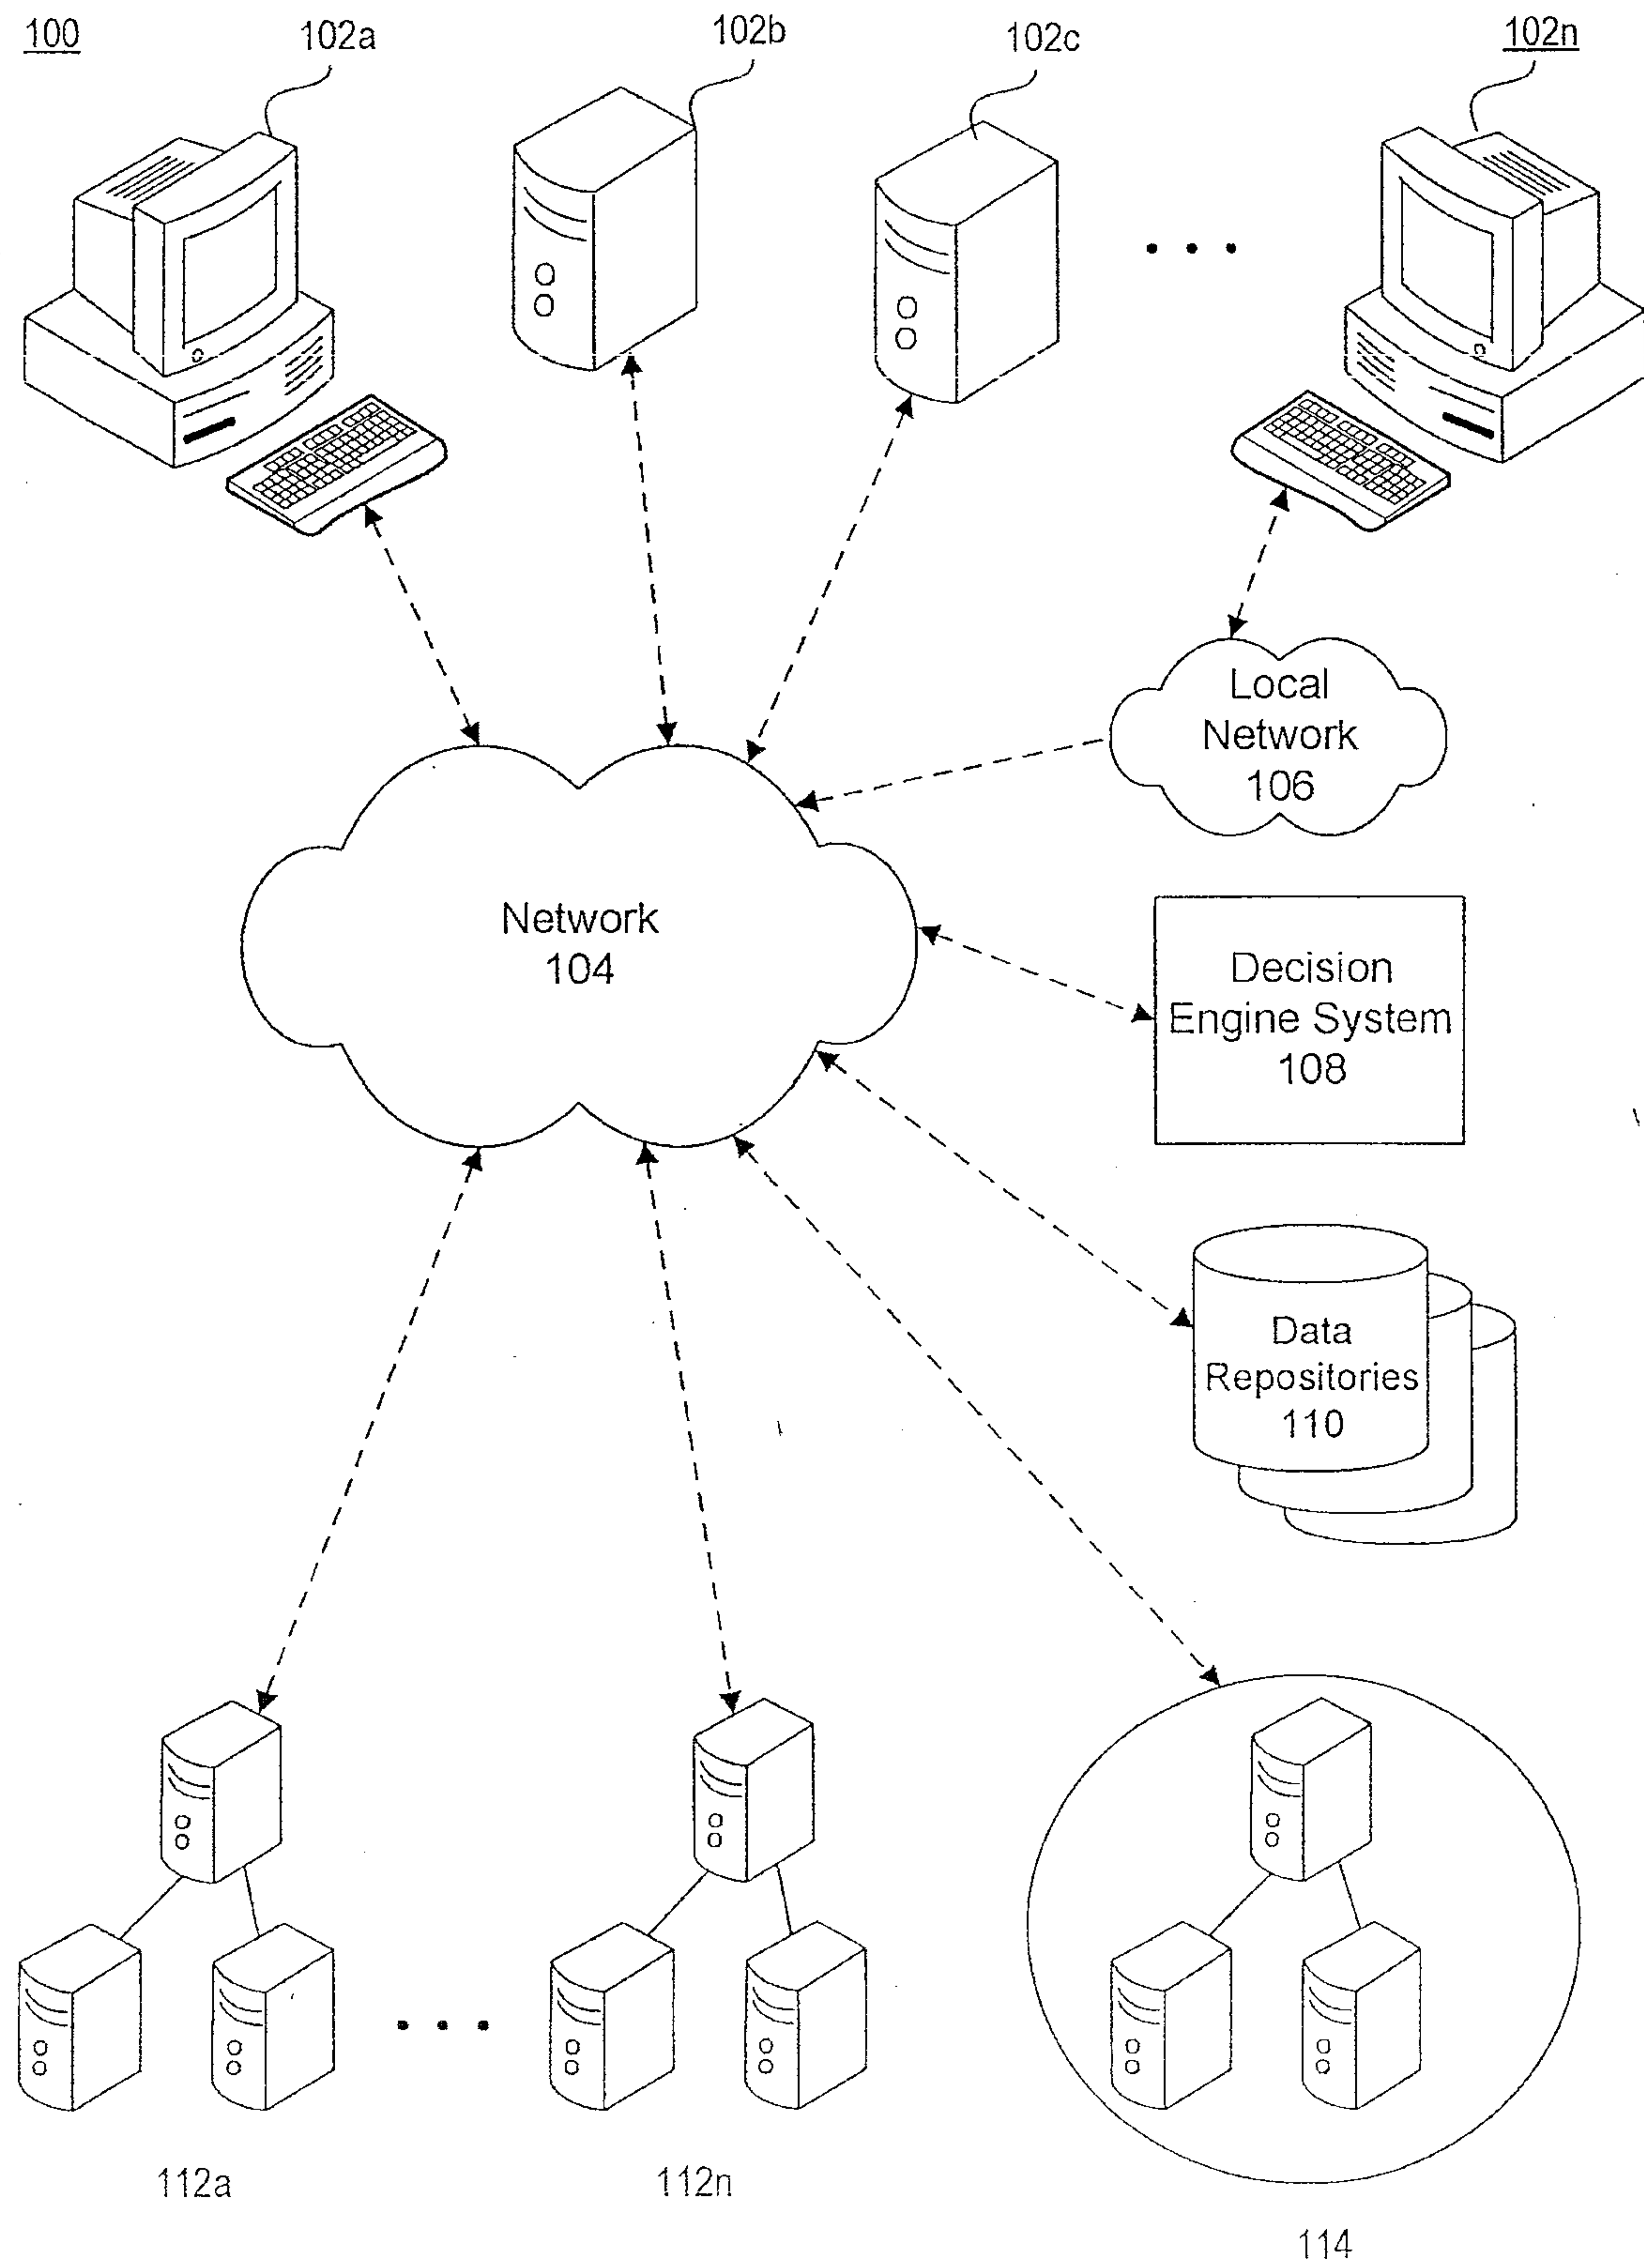 100
102a
102b
102c
102n
Local
Network
106
Network
104
Decision
Engine System
108
Data
Repositories
110
112a
112n
114